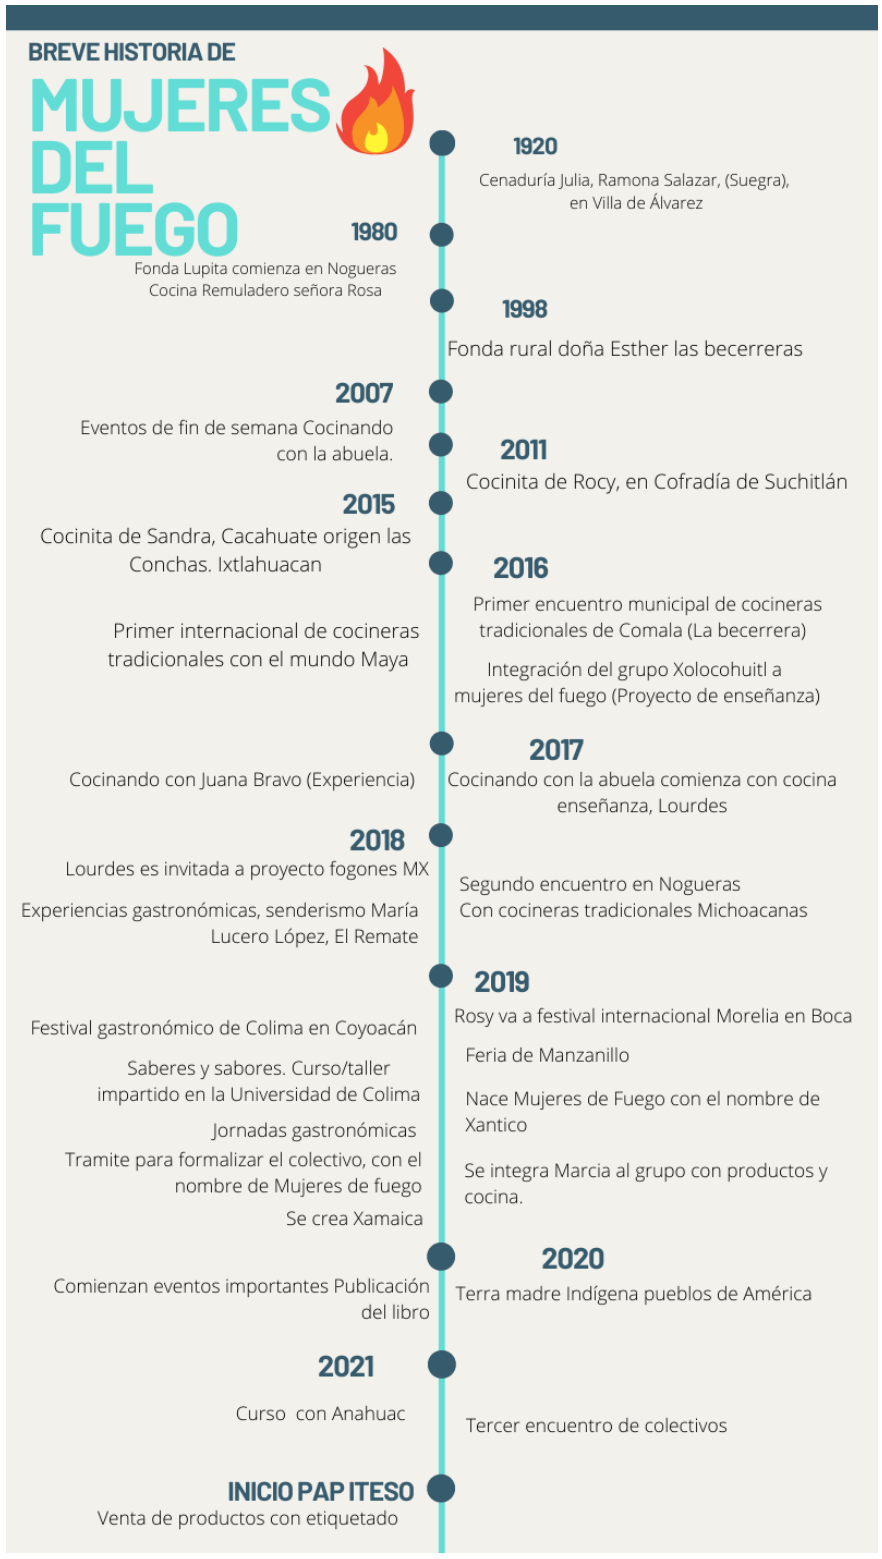 BREVE HISTORIA DE
MUJERES
DEL
FUEGO
1920
Cenaduría Julia, Ramona Salazar, (Suegra),
en Villa de Álvarez
1980
Fonda Lupita comienza en Nogueras
Cocina Remuladero señora Rosa
1998
Fonda rural doña Esther las becerreras
2007
Eventos de fin de semana Cocinando
con la abuela.
2011
Cocinita de Rocy, en Cofradía de Suchitlán
2015
Cocinita de Sandra, Cacahuate origen las
Conchas. Ixtlahuacan
2016
Primer encuentro municipal de cocineras
tradicionales de Comala (La becerrera)
Primer internacional de cocineras
tradicionales con el mundo Maya
Integración del grupo Xolocohuitl a
mujeres del fuego (Proyecto de enseñanza)
2017
Cocinando con Juana Bravo (Experiencia)
Cocinando con la abuela comienza con cocina
enseñanza, Lourdes
2018
Lourdes es invitada a proyecto fogones MX
Experiencias gastronómicas, senderismo María
Lucero López, El Remate
Segundo encuentro en Nogueras
Con cocineras tradicionales Michoacanas
2019
Rosy va a festival internacional Morelia en Boca
Feria de Manzanillo
Nace Mujeres de Fuego con el nombre de
Xantico
Se integra Marcia al grupo con productos y
cocina.
Festival gastronómico de Colima en Coyoacán
Saberes y sabores. Curso/taller
impartido en la Universidad de Colima
Jornadas gastronómicas
Tramite para formalizar el colectivo, con el
nombre de Mujeres de fuego
Se crea Xamaica
2020
Comienzan eventos importantes Publicación
del libro
Terra madre Indígena pueblos de América
2021
Curso con Anahuac
Tercer encuentro de colectivos
INICIO PAP ITESO
Venta de productos con etiquetado